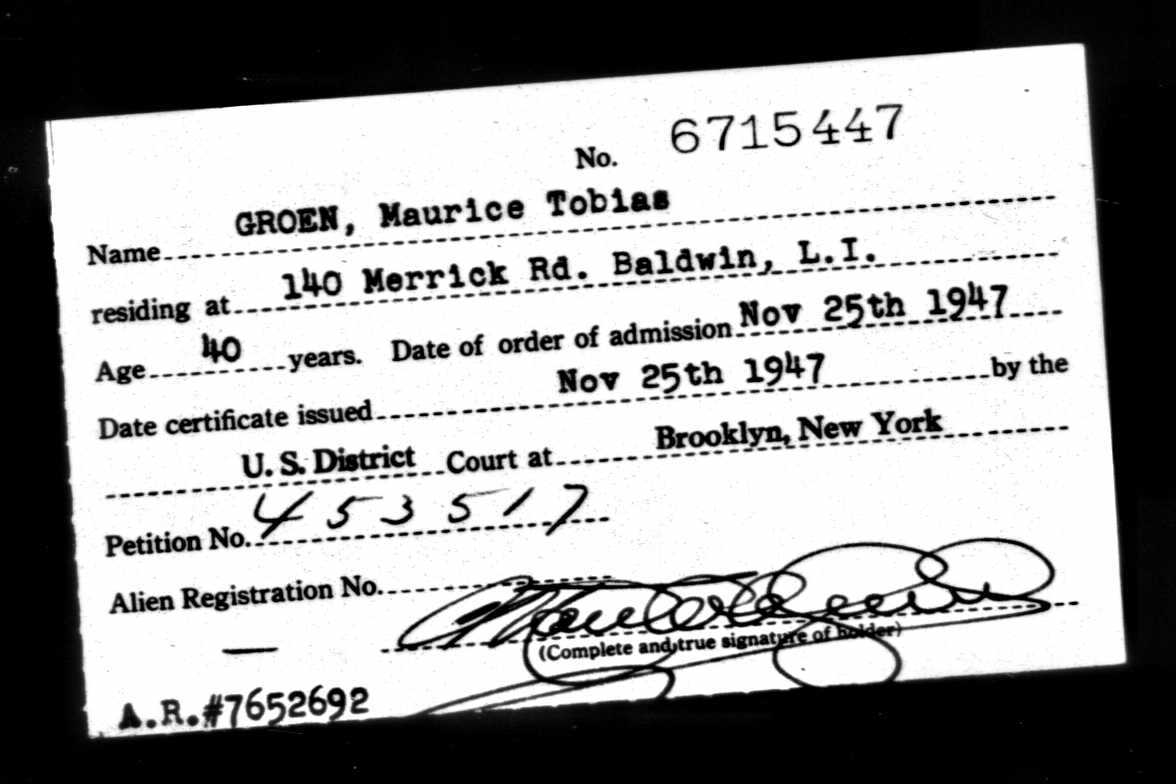 No. 6715447
Name GROEN, Maurice Tobias
residing at 140 Merrick Rd. Baldwin, L.I.
Age 40 years. Date of order of admission Nov 25th 1947
Date certificate issued Nov 25th 1947 by the
U. S. District Court at Brooklyn, New York
Petition No. 453517
Alien Registration No.
(Complete and true signature of holder)
A.R.#7652692